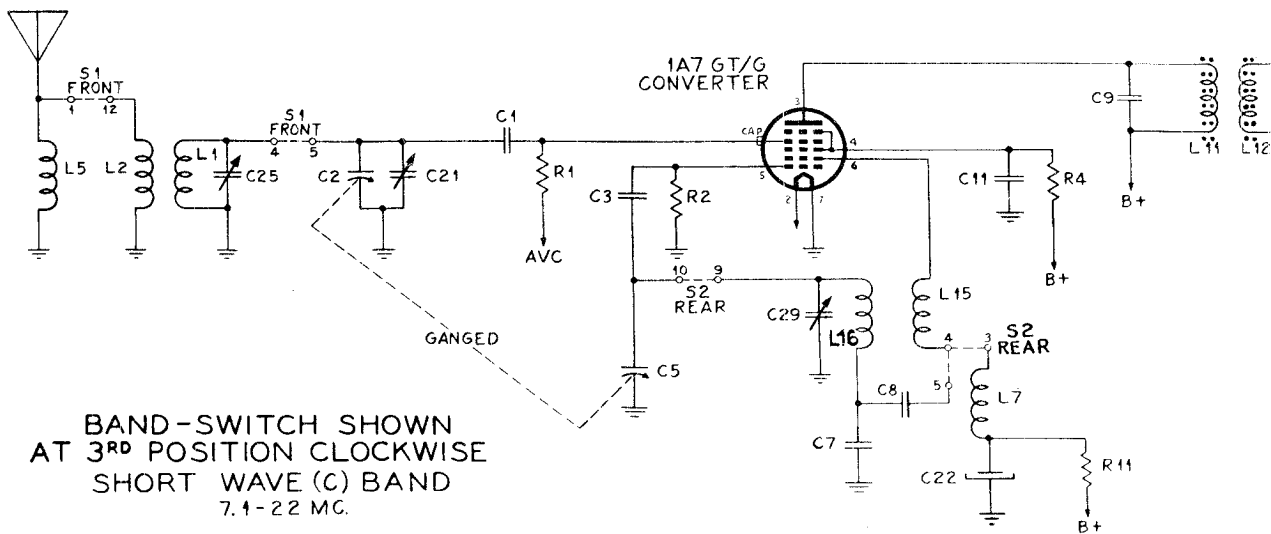 S1
FRONT
1 12
L5
L2
L1
C25
S1
FRONT
4 5
C2
C21
C1
R1
AVC
1A7 GT/G
CONVERTER
3
CAP
4
5
6
2
7
C3
R2
10 9
S2
REAR
C29
L16
L15
C5
GANGED
C11
R4
B+
C9
B+
L11
L12
4 3
S2
REAR
5
C8
L7
C7
C22
R11
B+
BAND-SWITCH SHOWN
AT 3RD POSITION CLOCKWISE
SHORT WAVE (C) BAND
7.1-22 MC.